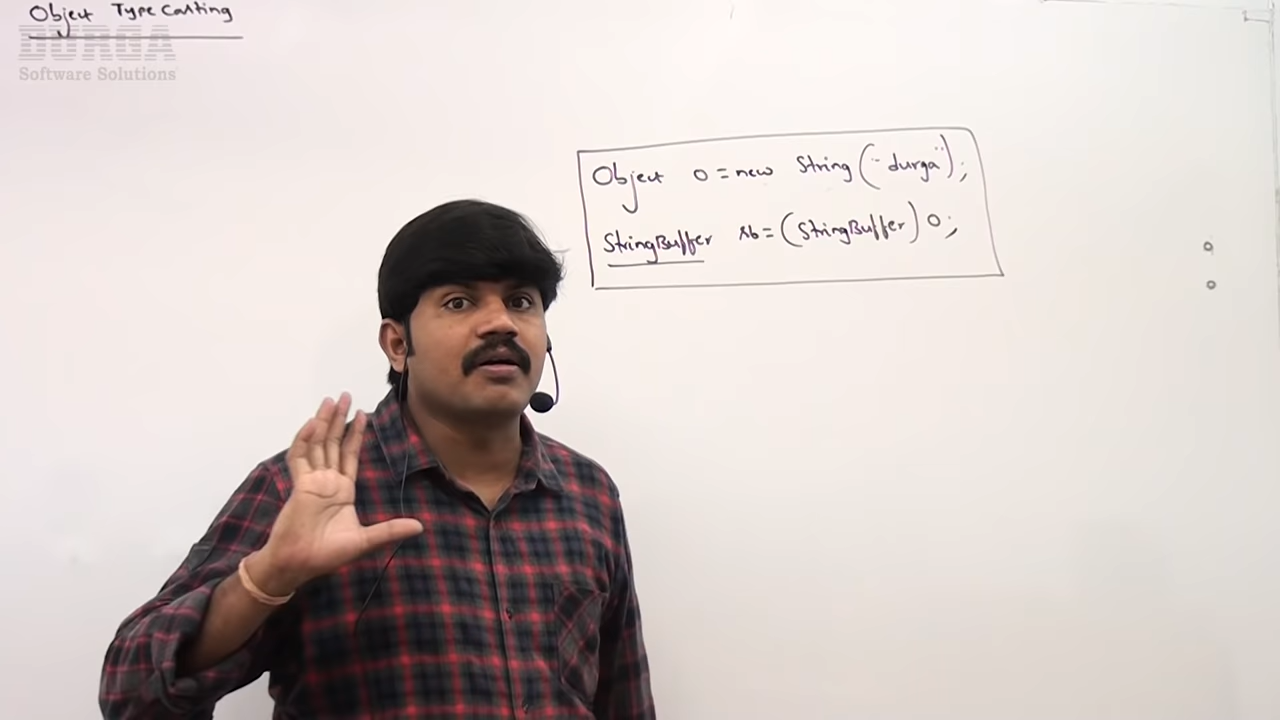 Object Type Casting
DURGA
Software Solutions
Object o = new String("durga");
StringBuffer sb = (StringBuffer) o;